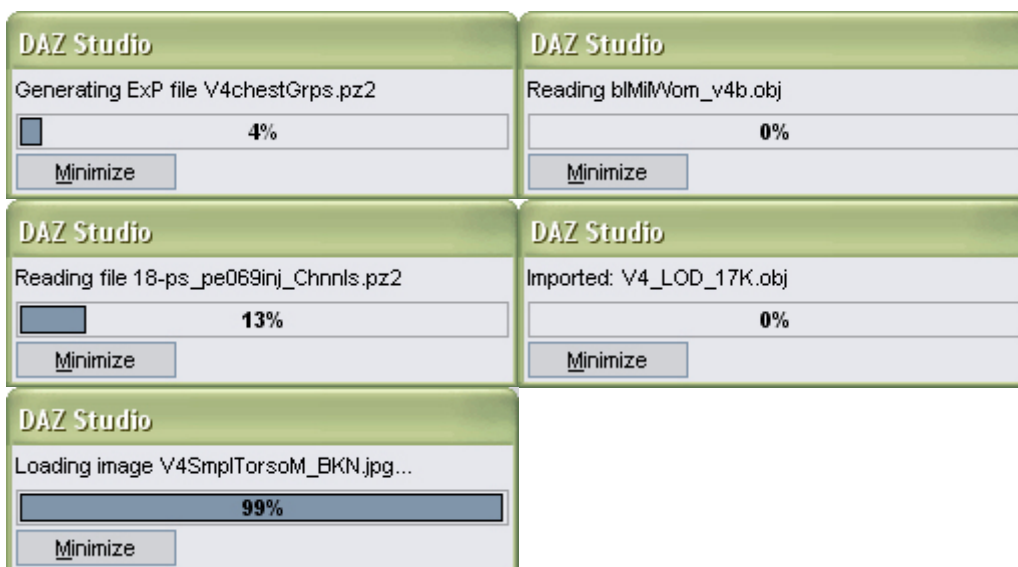 DAZ Studio
Generating ExP file V4chestGrps.pz2
4%
Minimize
DAZ Studio
Reading blMilWom_v4b.obj
0%
Minimize
DAZ Studio
Reading file 18-ps_pe069inj_Chnnls.pz2
13%
Minimize
DAZ Studio
Imported: V4_LOD_17K.obj
0%
Minimize
DAZ Studio
Loading image V4SmplTorsoM_BKN.jpg...
99%
Minimize